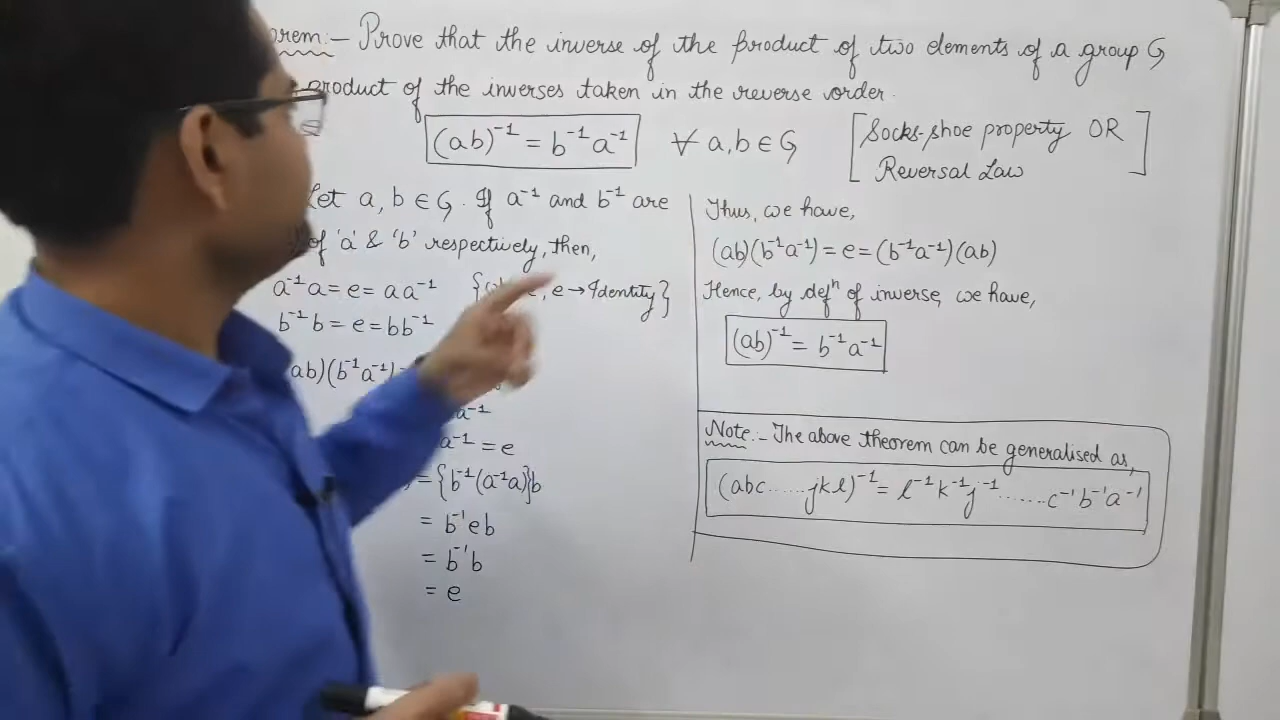 orem:- Prove that the inverse of the product of two elements of a group G
product of the inverses taken in the reverse order.
(ab)⁻¹ = b⁻¹a⁻¹ ∀ a,b ∈ G [Socks-shoe property OR
Reversal Law]
Let a, b ∈ G. If a⁻¹ and b⁻¹ are
of 'a' & 'b' respectively, then,
a⁻¹a = e = aa⁻¹ { , e → Identity}
b⁻¹b = e = bb⁻¹
ab)(b⁻¹a⁻¹)
a⁻¹
a⁻¹ = e
= {b⁻¹(a⁻¹a)}b
= b⁻¹eb
= b⁻¹b
= e
Thus, we have,
(ab)(b⁻¹a⁻¹) = e = (b⁻¹a⁻¹)(ab)
Hence, by defⁿ of inverse, we have,
(ab)⁻¹ = b⁻¹a⁻¹
Note:- The above theorem can be generalised as,
(abc......jkl)⁻¹ = l⁻¹k⁻¹j⁻¹.......c⁻¹b⁻¹a⁻¹